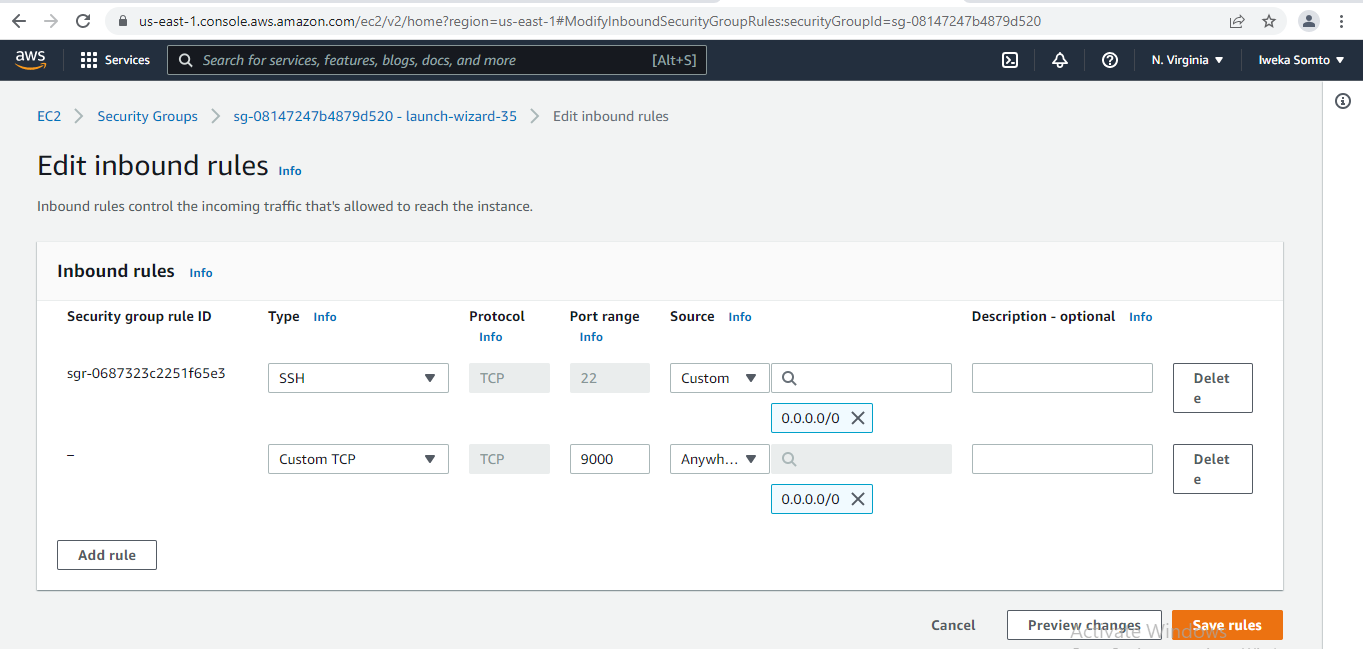 us-east-1.console.aws.amazon.com/ec2/v2/home?region=us-east-1#ModifyInboundSecurityGroupRules:securityGroupId=sg-08147247b4879d520
aws Services Search for services, features, blogs, docs, and more [Alt+S] N. Virginia Iweka Somto
EC2 Security Groups sg-08147247b4879d520 - launch-wizard-35 Edit inbound rules
Edit inbound rules Info
Inbound rules control the incoming traffic that's allowed to reach the instance.
Inbound rules Info
Security group rule ID Type Info Protocol Port range Source Info Description - optional Info
Info Info
sgr-0687323c2251f65e3 SSH TCP 22 Custom Delet
e
0.0.0.0/0
– Custom TCP TCP 9000 Anywh... Delet
e
0.0.0.0/0
Add rule
Cancel Preview changes Save rules
Activate Windows